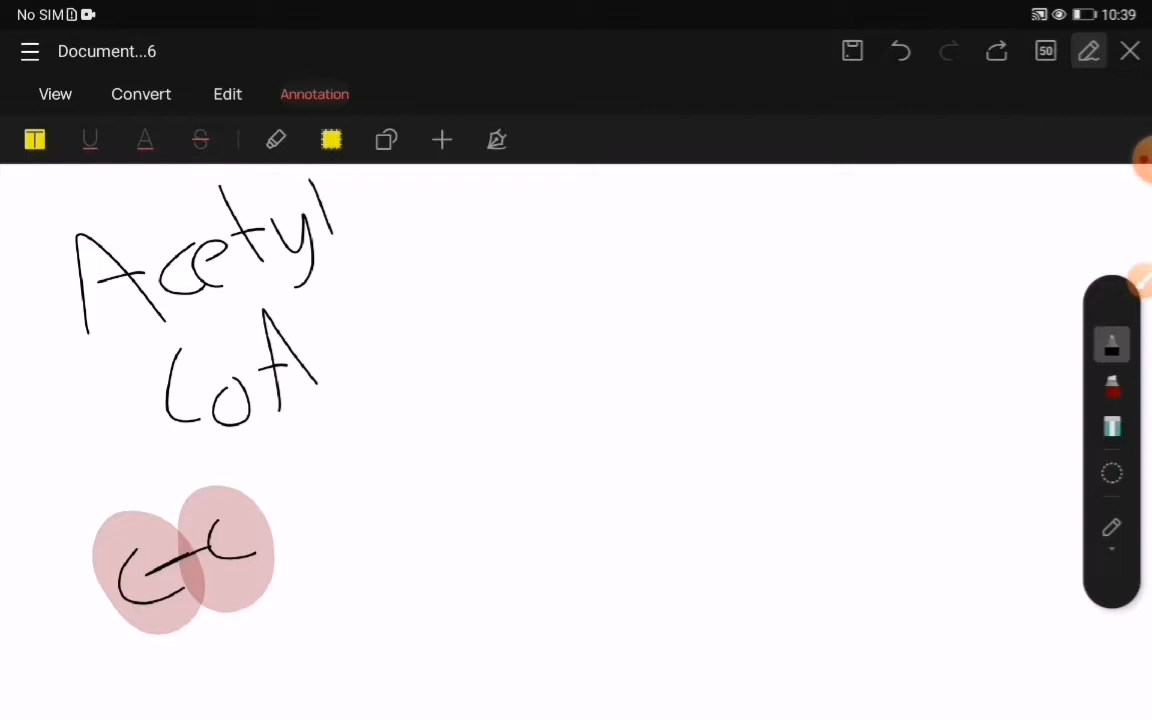 No SIM 10:39
Document...6 50
View Convert Edit Annotation
T U A S
Acetyl
CoA
C-C